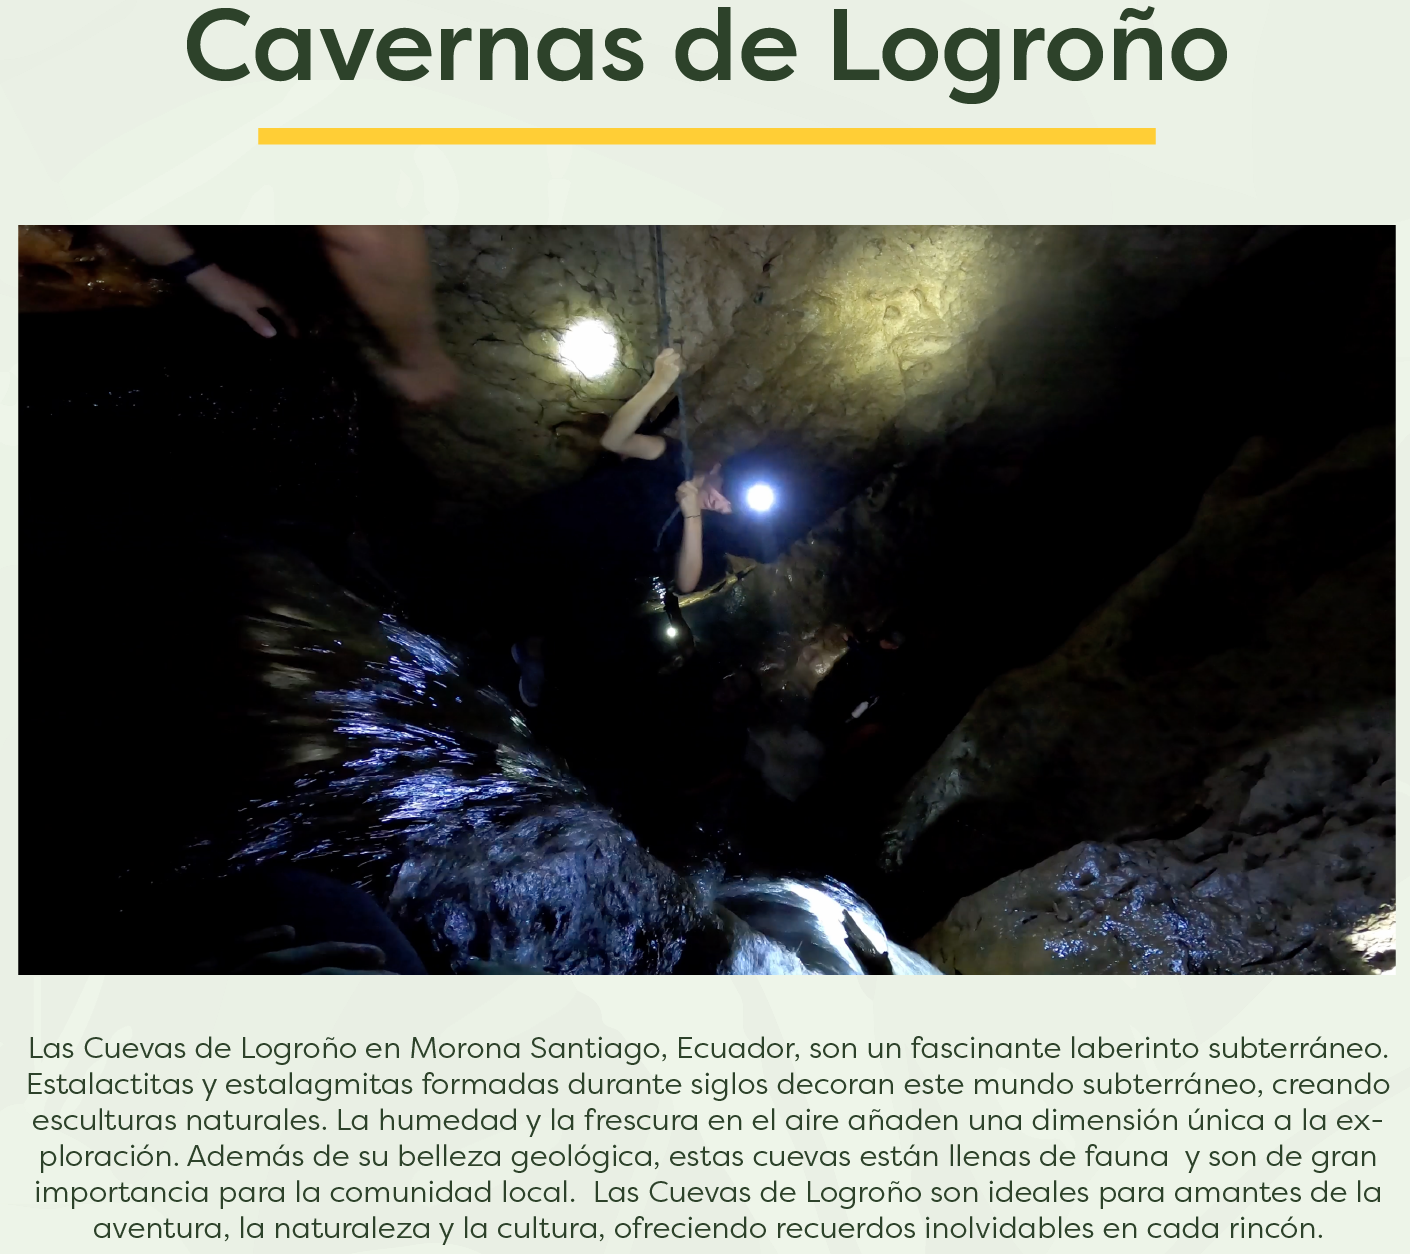 Cavernas de Logroño
Las Cuevas de Logroño en Morona Santiago, Ecuador, son un fascinante laberinto subterráneo.
Estalactitas y estalagmitas formadas durante siglos decoran este mundo subterráneo, creando
esculturas naturales. La humedad y la frescura en el aire añaden una dimensión única a la ex-
ploración. Además de su belleza geológica, estas cuevas están llenas de fauna  y son de gran
importancia para la comunidad local.  Las Cuevas de Logroño son ideales para amantes de la
aventura, la naturaleza y la cultura, ofreciendo recuerdos inolvidables en cada rincón.